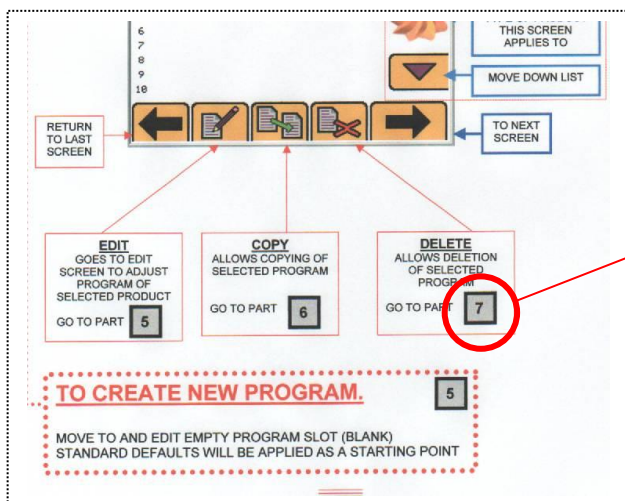 6
7
8
9
10
THIS SCREEN
APPLIES TO
MOVE DOWN LIST
RETURN
TO LAST
SCREEN
TO NEXT
SCREEN
EDIT
GOES TO EDIT
SCREEN TO ADJUST
PROGRAM OF
SELECTED PRODUCT
GO TO PART 5
COPY
ALLOWS COPYING OF
SELECTED PROGRAM
GO TO PART 6
DELETE
ALLOWS DELETION
OF SELECTED
PROGRAM
GO TO PART 7
TO CREATE NEW PROGRAM. 5
MOVE TO AND EDIT EMPTY PROGRAM SLOT (BLANK)
STANDARD DEFAULTS WILL BE APPLIED AS A STARTING POINT